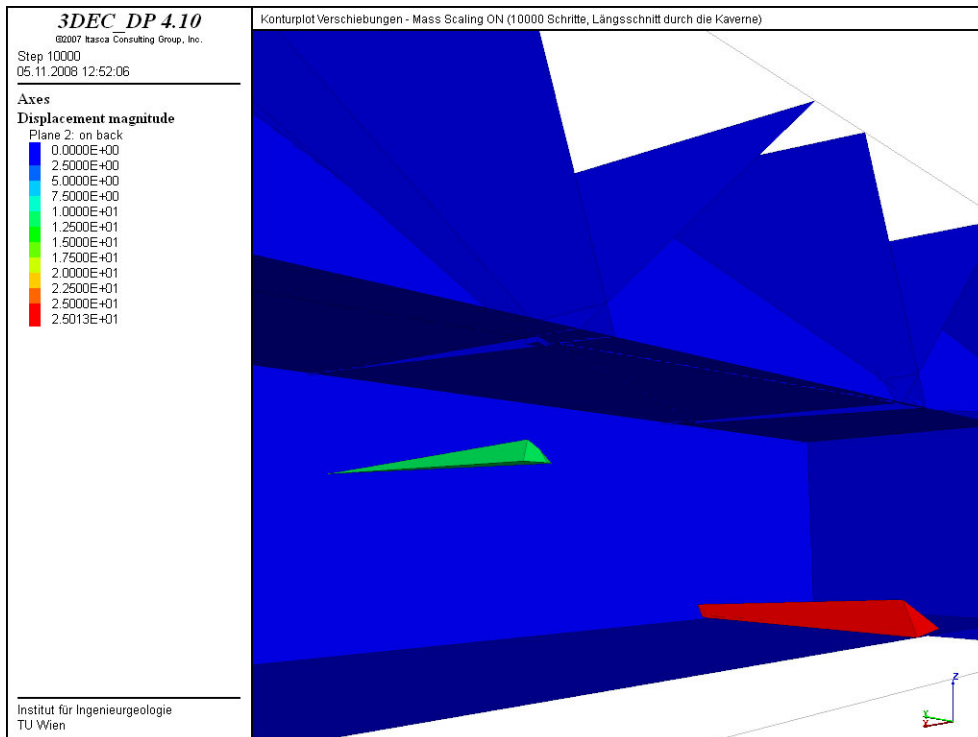 3DEC_DP 4.10
©2007 Itasca Consulting Group, Inc.
Step 10000
05.11.2008 12:52:06
Axes
Displacement magnitude
Plane 2: on back
0.0000E+00
2.5000E+00
5.0000E+00
7.5000E+00
1.0000E+01
1.2500E+01
1.5000E+01
1.7500E+01
2.0000E+01
2.2500E+01
2.5000E+01
2.5013E+01
Institut für Ingenieurgeologie
TU Wien
Konturplot Verschiebungen - Mass Scaling ON (10000 Schritte, Längsschnitt durch die Kaverne)
Z
Y
X